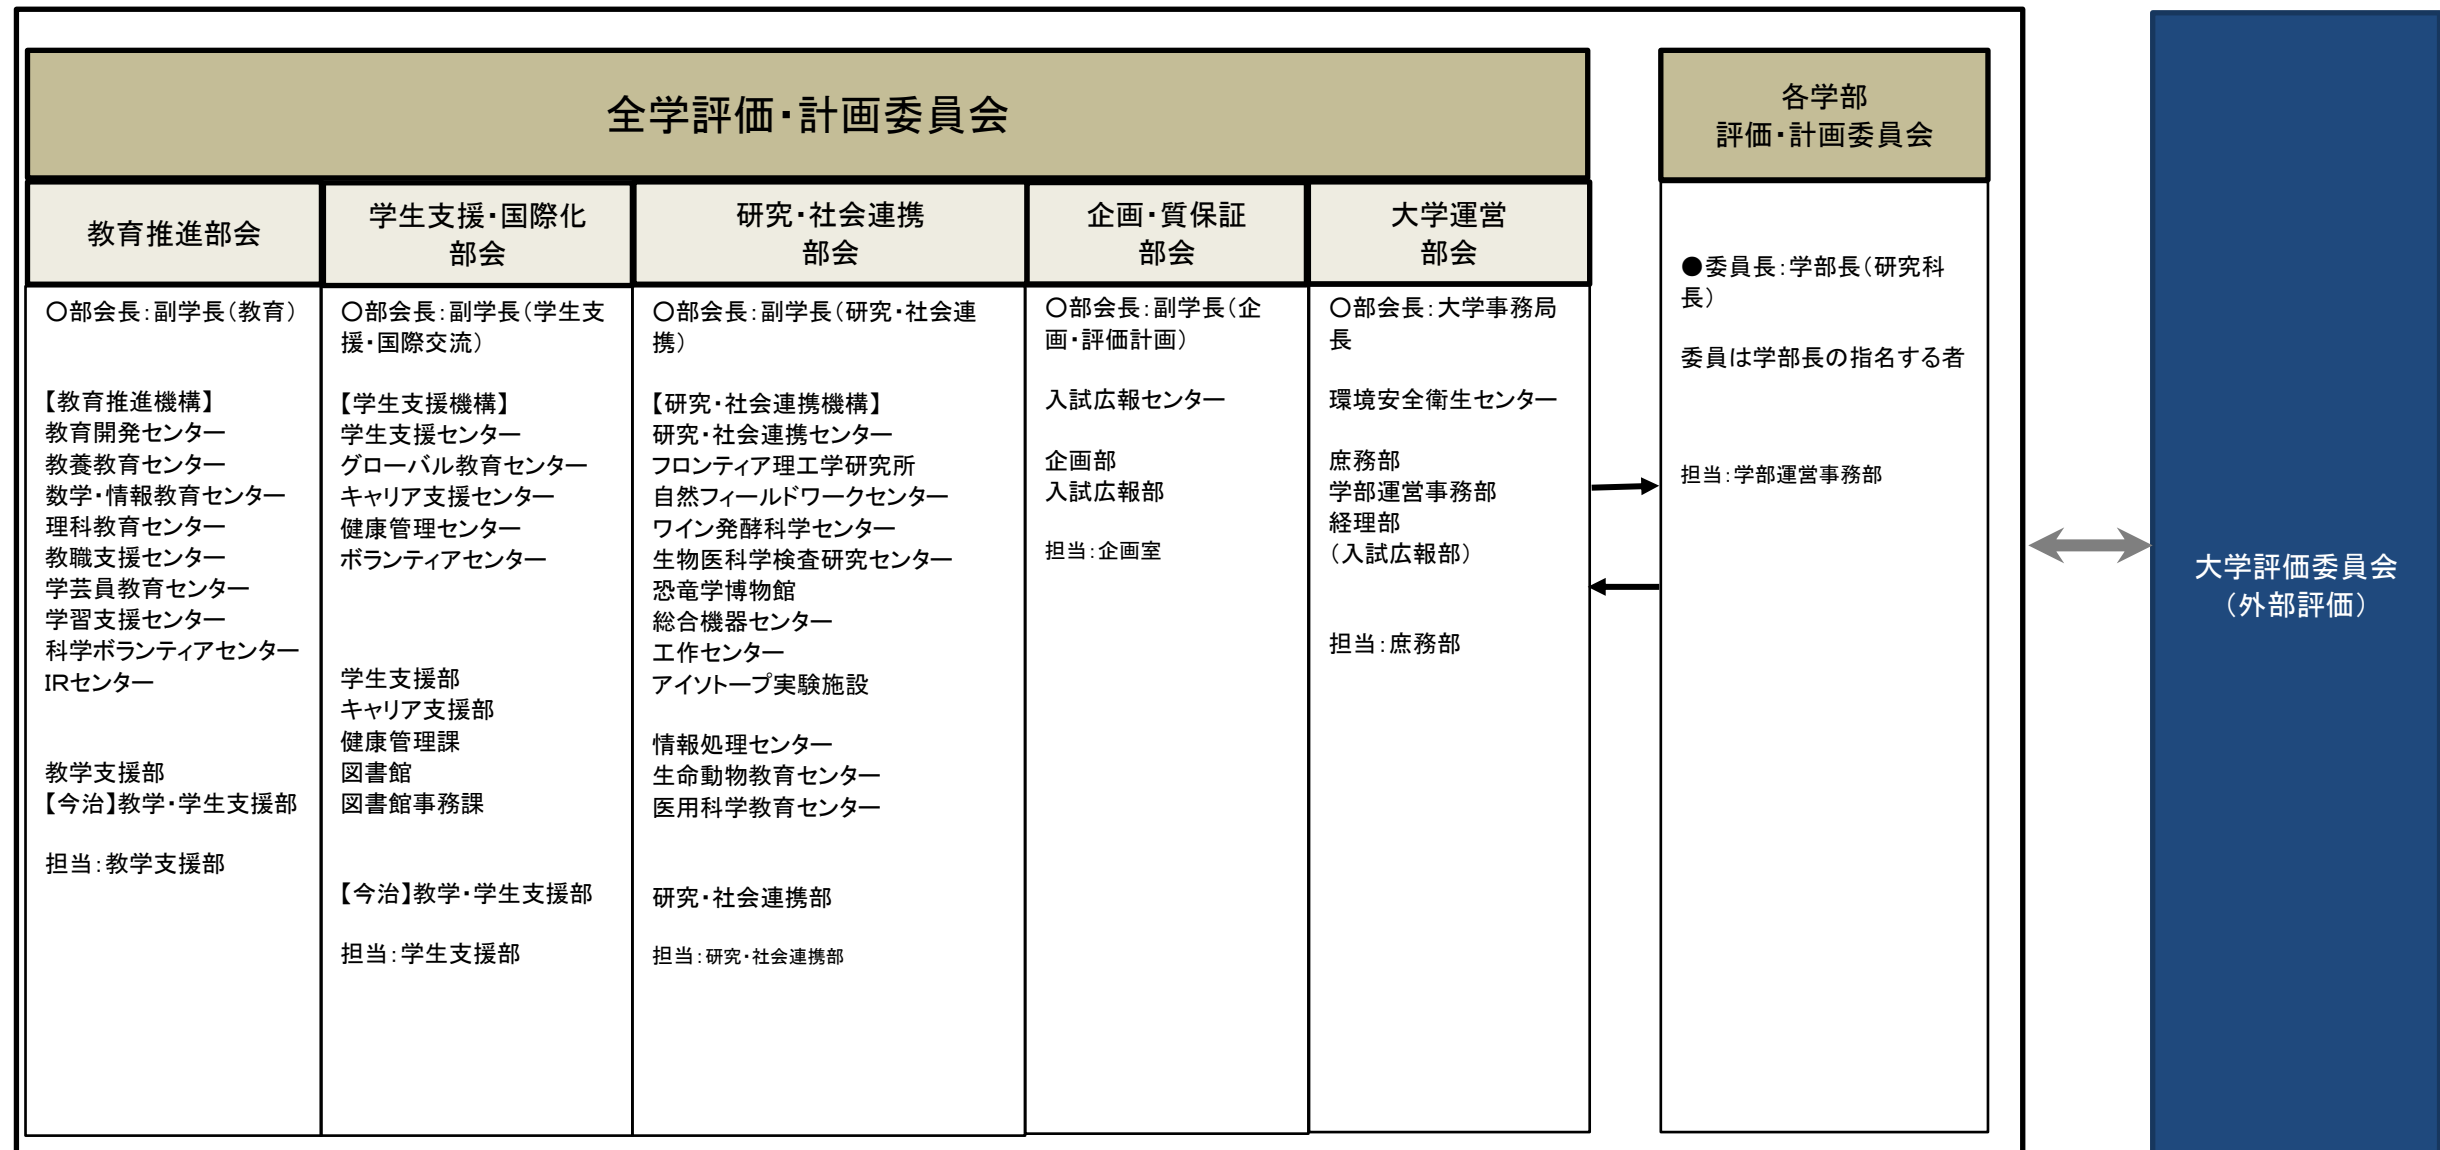 全学評価・計画委員会
教育推進部会
○部会長：副学長（教育）
【教育推進機構】
教育開発センター
教養教育センター
数学・情報教育センター
理科教育センター
教職支援センター
学芸員教育センター
学習支援センター
科学ボランティアセンター
IRセンター
教学支援部
【今治】教学・学生支援部
担当：教学支援部
学生支援・国際化
部会
○部会長：副学長（学生支
援・国際交流）
【学生支援機構】
学生支援センター
グローバル教育センター
キャリア支援センター
健康管理センター
ボランティアセンター
学生支援部
キャリア支援部
健康管理課
図書館
図書館事務課
【今治】教学・学生支援部
担当：学生支援部
研究・社会連携
部会
○部会長：副学長（研究・社会連
携）
【研究・社会連携機構】
研究・社会連携センター
フロンティア理工学研究所
自然フィールドワークセンター
ワイン発酵科学センター
生物医科学検査研究センター
恐竜学博物館
総合機器センター
工作センター
アイソトープ実験施設
情報処理センター
生命動物教育センター
医用科学教育センター
研究・社会連携部
担当：研究・社会連携部
企画・質保証
部会
○部会長：副学長（企
画・評価計画）
入試広報センター
企画部
入試広報部
担当：企画室
大学運営
部会
○部会長：大学事務局
長
環境安全衛生センター
庶務部
学部運営事務部
経理部
（入試広報部）
担当：庶務部
各学部
評価・計画委員会
●委員長：学部長（研究科
長）
委員は学部長の指名する者
担当：学部運営事務部
大学評価委員会
（外部評価）